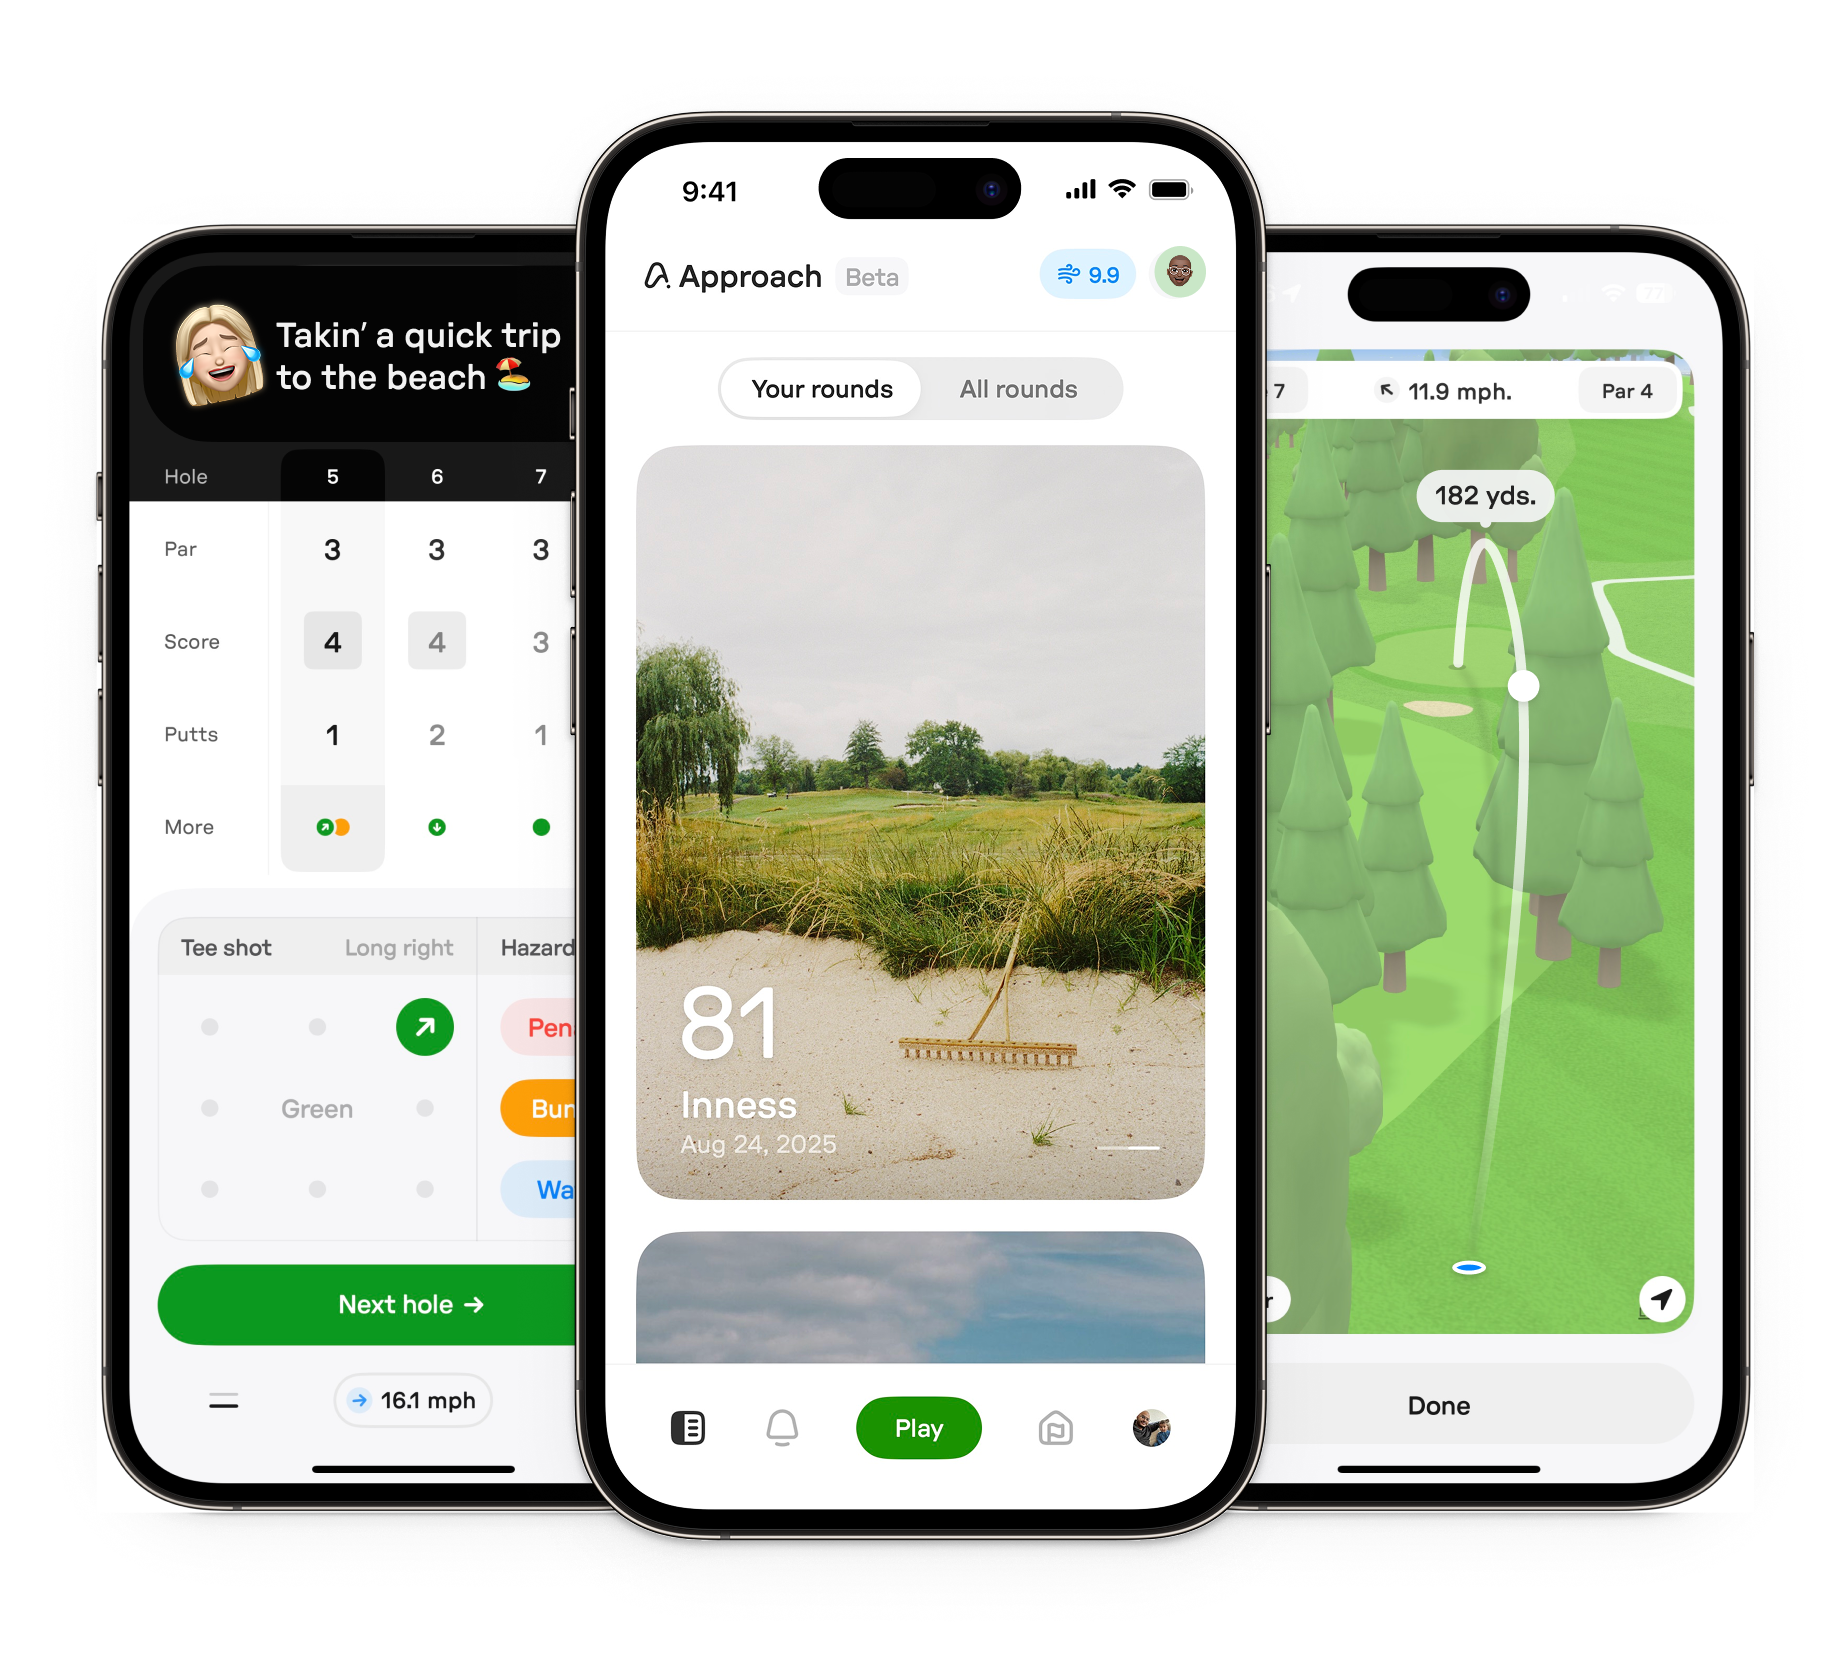 Takin’ a quick trip
to the beach 🏖️
Hole 5 6 7
Par 3 3 3
Score 4 4 3
Putts 1 2 1
More
Tee shot Long right Hazard
Green
Pen
Bun
Wa
Next hole →
16.1 mph
9:41
Approach Beta 9.9
Your rounds All rounds
81
Inness
Aug 24, 2025
Play
7 11.9 mph. Par 4
182 yds.
r
Done